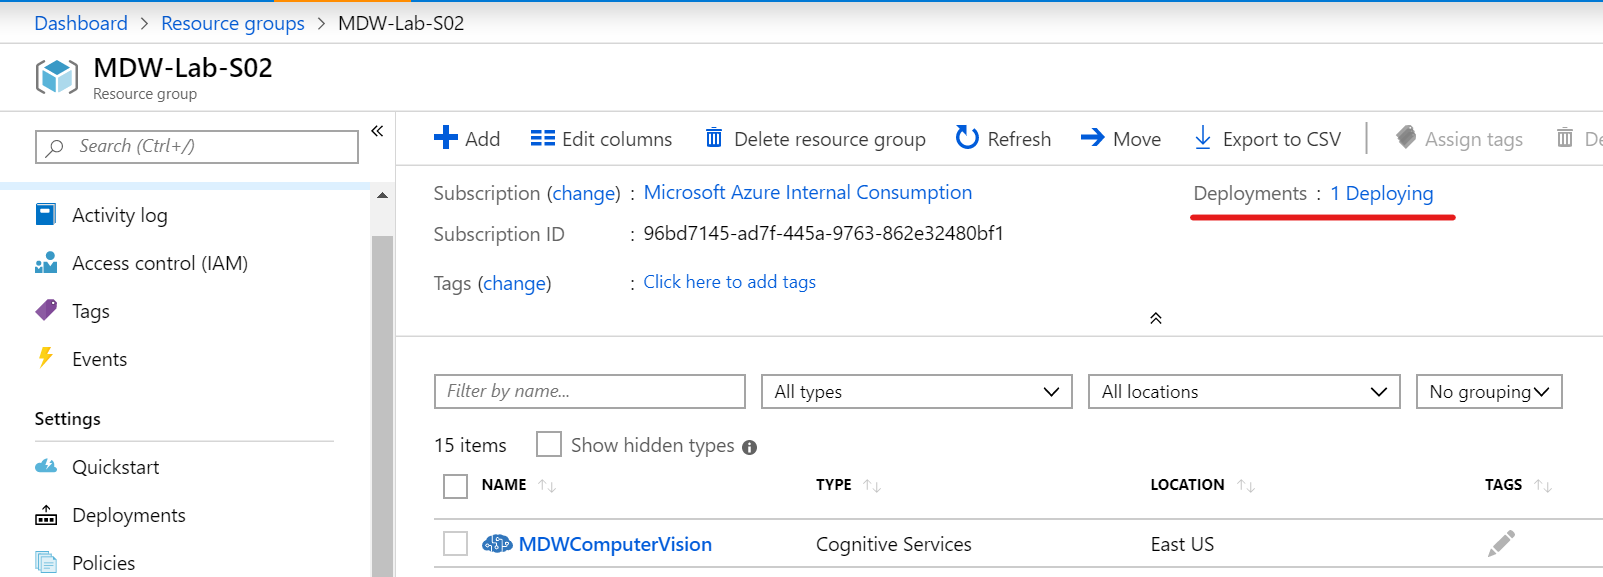 Dashboard > Resource groups > MDW-Lab-S02
MDW-Lab-S02
Resource group
Search (Ctrl+/)
Activity log
Access control (IAM)
Tags
Events
Settings
Quickstart
Deployments
Policies
Add Edit columns Delete resource group Refresh Move Export to CSV Assign tags
Subscription (change) : Microsoft Azure Internal Consumption
Deployments : 1 Deploying
Subscription ID : 96bd7145-ad7f-445a-9763-862e32480bf1
Tags (change) : Click here to add tags
Filter by name... All types All locations No grouping
15 items Show hidden types
NAME TYPE LOCATION TAGS
MDWComputerVision Cognitive Services East US